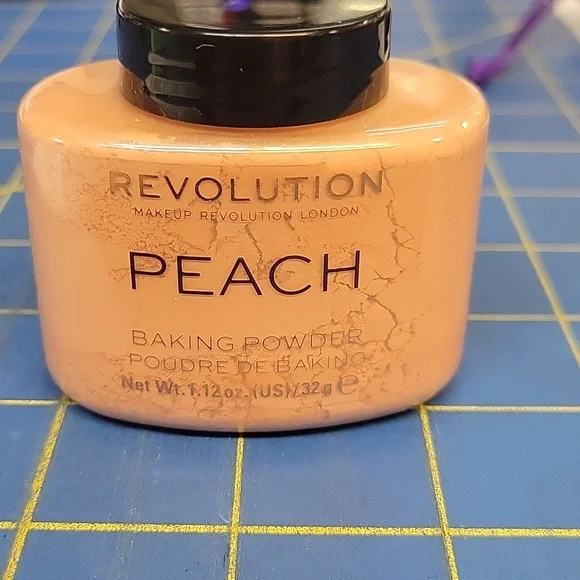 REVOLUTION
MAKEUP REVOLUTION LONDON
PEACH
BAKING POWDER
POUDRE DE BAKING
Net Wt. 1.12 oz. (US)/32g ℮